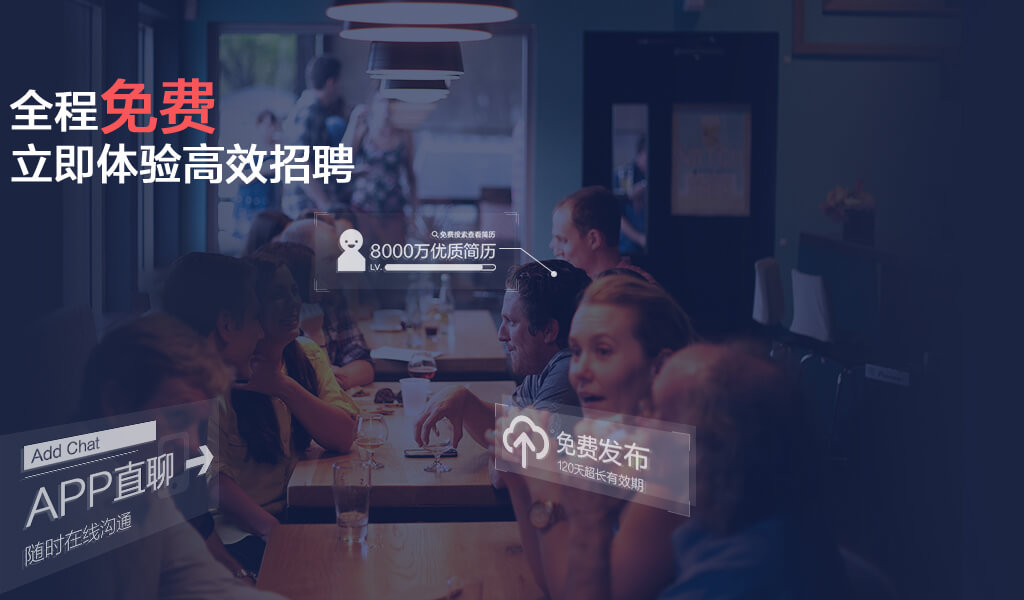 全程免费
立即体验高效招聘
免费搜索查看简历
8000万优质简历
LV.
Add Chat
APP直聊
随时在线沟通
免费发布
120天超长有效期